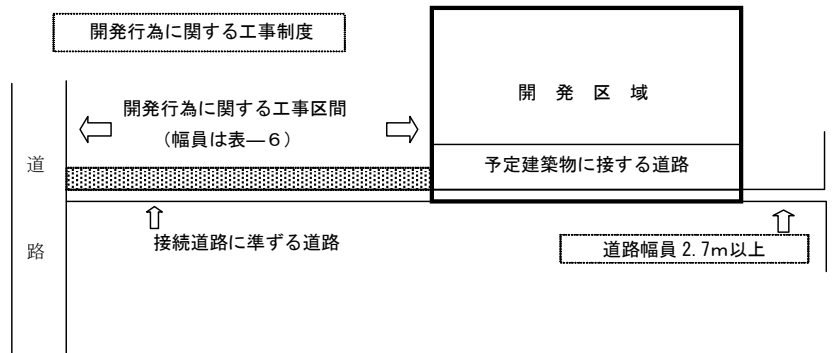 開発行為に関する工事制度
開発区域
開発行為に関する工事区間
（幅員は表―６）
道
路
予定建築物に接する道路
接続道路に準ずる道路
道路幅員 2.7ｍ以上